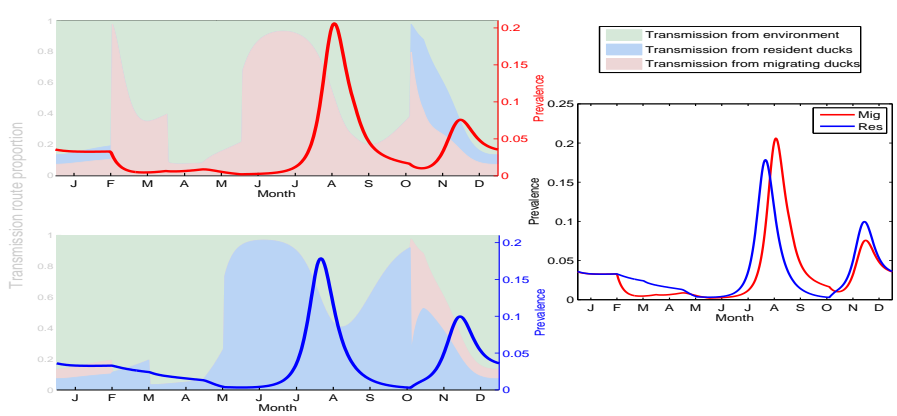 Transmission route proportion
1
0.8
0.6
0.4
0.2
0
0.2
0.15
0.1
0.05
0
Prevalence
J F M A M J J A S O N D
Month
1
0.8
0.6
0.4
0.2
0
0.2
0.15
0.1
0.05
0
Prevalence
J F M A M J J A S O N D
Month
Transmission from environment
Transmission from resident ducks
Transmission from migrating ducks
0.25
0.2
0.15
0.1
0.05
0
Prevalence
Mig
Res
J F M A M J J A S O N D
Month